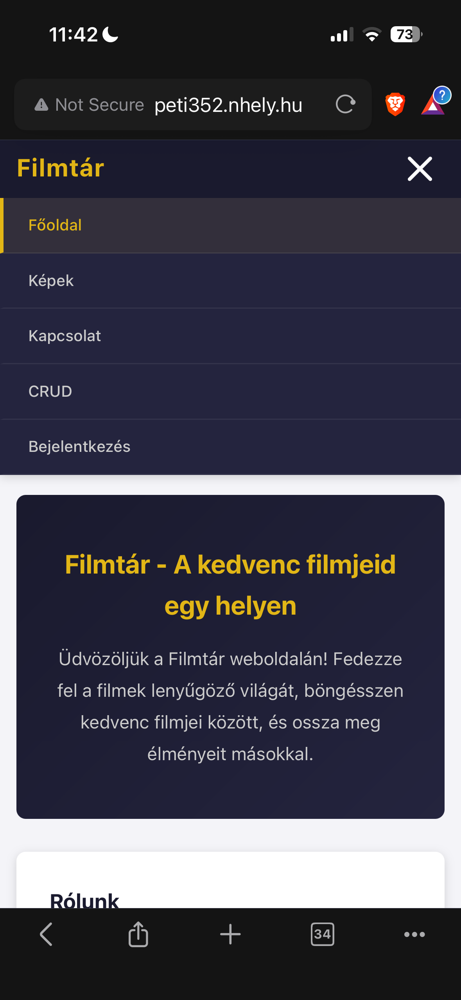 11:42
73
Not Secure peti352.nhely.hu
?
Filmtár
Főoldal
Képek
Kapcsolat
CRUD
Bejelentkezés
Filmtár - A kedvenc filmjeid
egy helyen
Üdvözöljük a Filmtár weboldalán! Fedezze
fel a filmek lenyűgöző világát, böngésszen
kedvenc filmjei között, és ossza meg
élményeit másokkal.
Rólunk
34